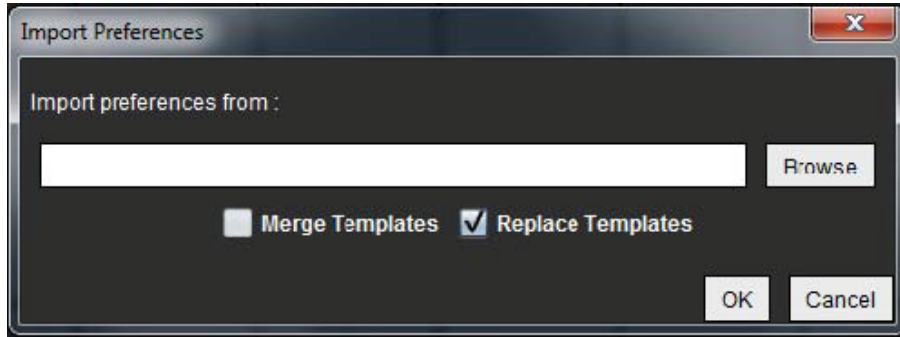 Import Preferences
Import preferences from :
Browse
Merge Templates Replace Templates
OK Cancel